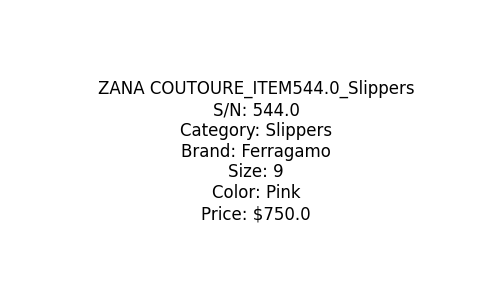 ZANA COUTOURE_ITEM544.0_Slippers
S/N: 544.0
Category: Slippers
Brand: Ferragamo
Size: 9
Color: Pink
Price: $750.0